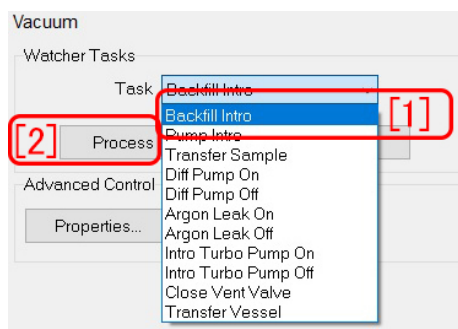 Vacuum
Watcher Tasks
Task Backfill Intro
Backfill Intro [1]
[2] Process Pump Intro
Transfer Sample
Advanced Control Diff Pump On
Diff Pump Off
Argon Leak On
Properties... Argon Leak Off
Intro Turbo Pump On
Intro Turbo Pump Off
Close Vent Valve
Transfer Vessel